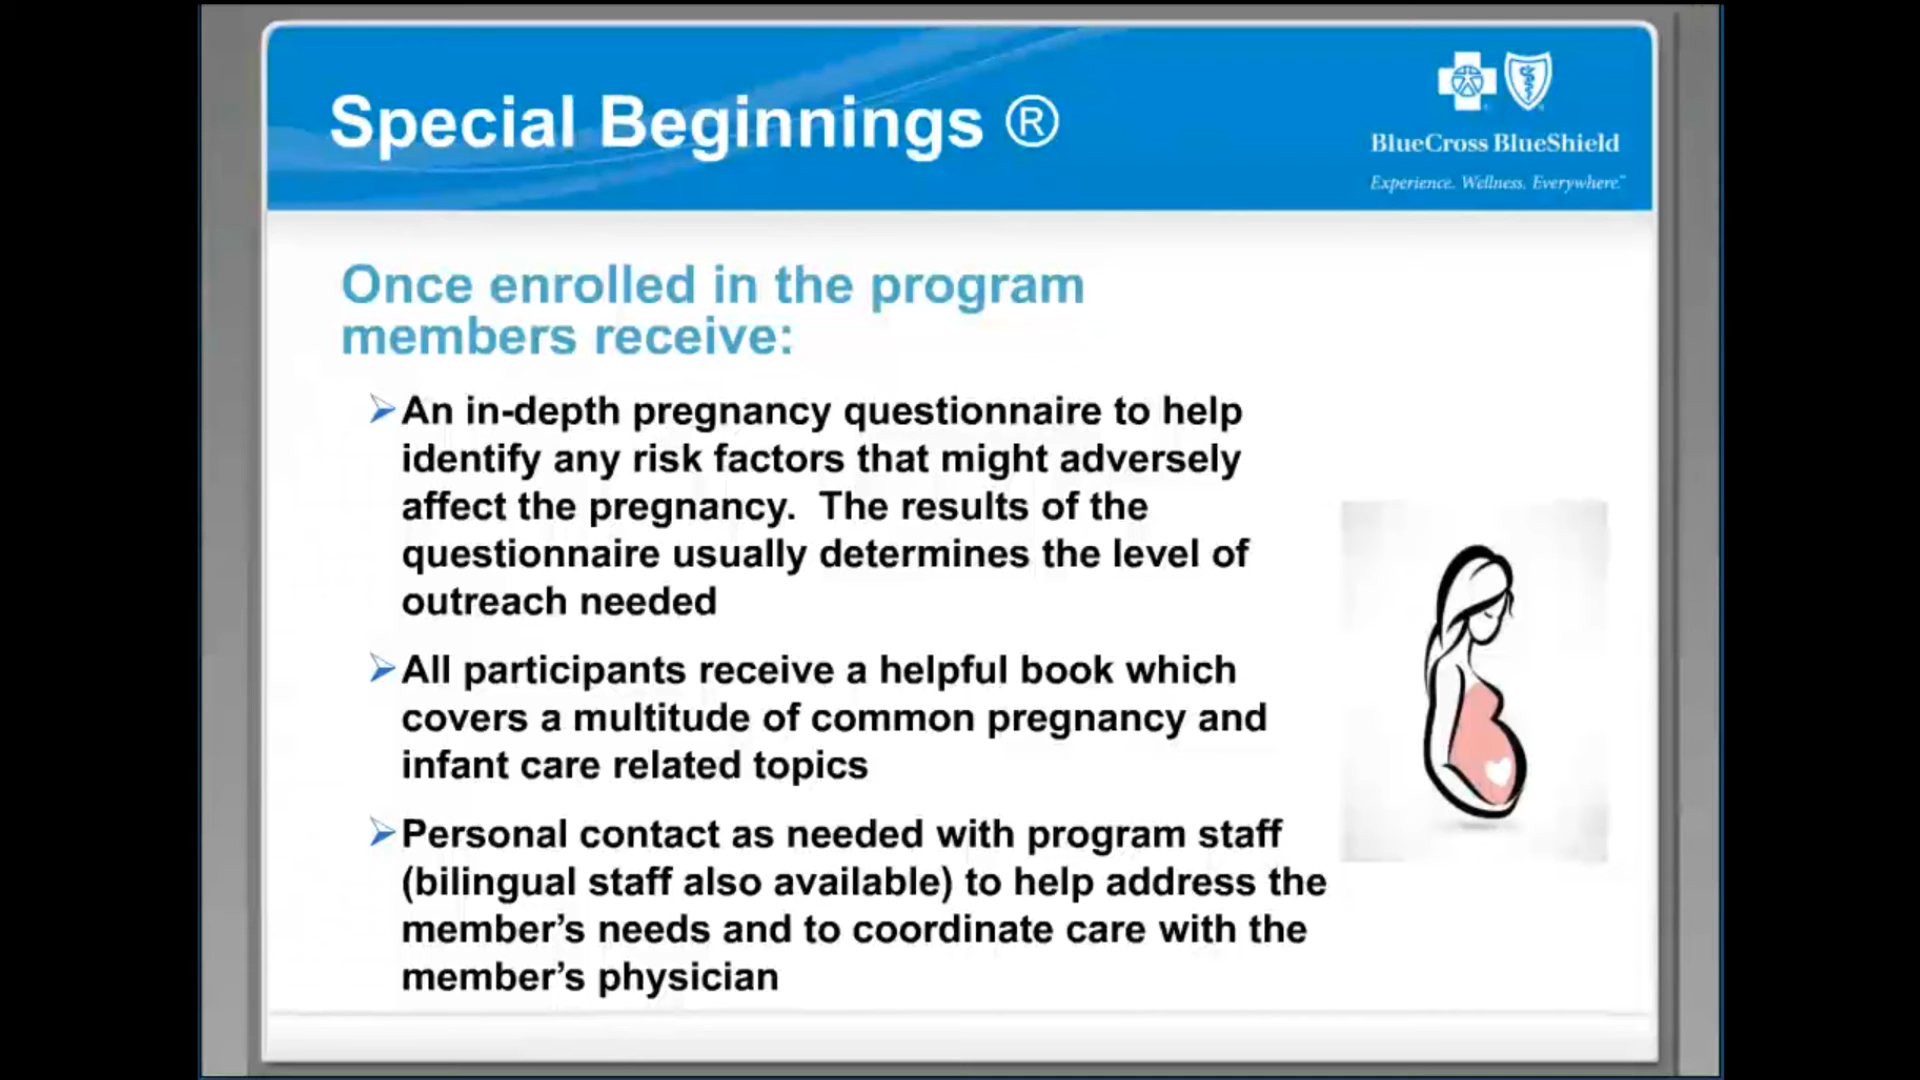 Special Beginnings ®
BlueCross BlueShield
Experience. Wellness. Everywhere.℠
Once enrolled in the program
members receive:
An in-depth pregnancy questionnaire to help
identify any risk factors that might adversely
affect the pregnancy. The results of the
questionnaire usually determines the level of
outreach needed
All participants receive a helpful book which
covers a multitude of common pregnancy and
infant care related topics
Personal contact as needed with program staff
(bilingual staff also available) to help address the
member’s needs and to coordinate care with the
member’s physician